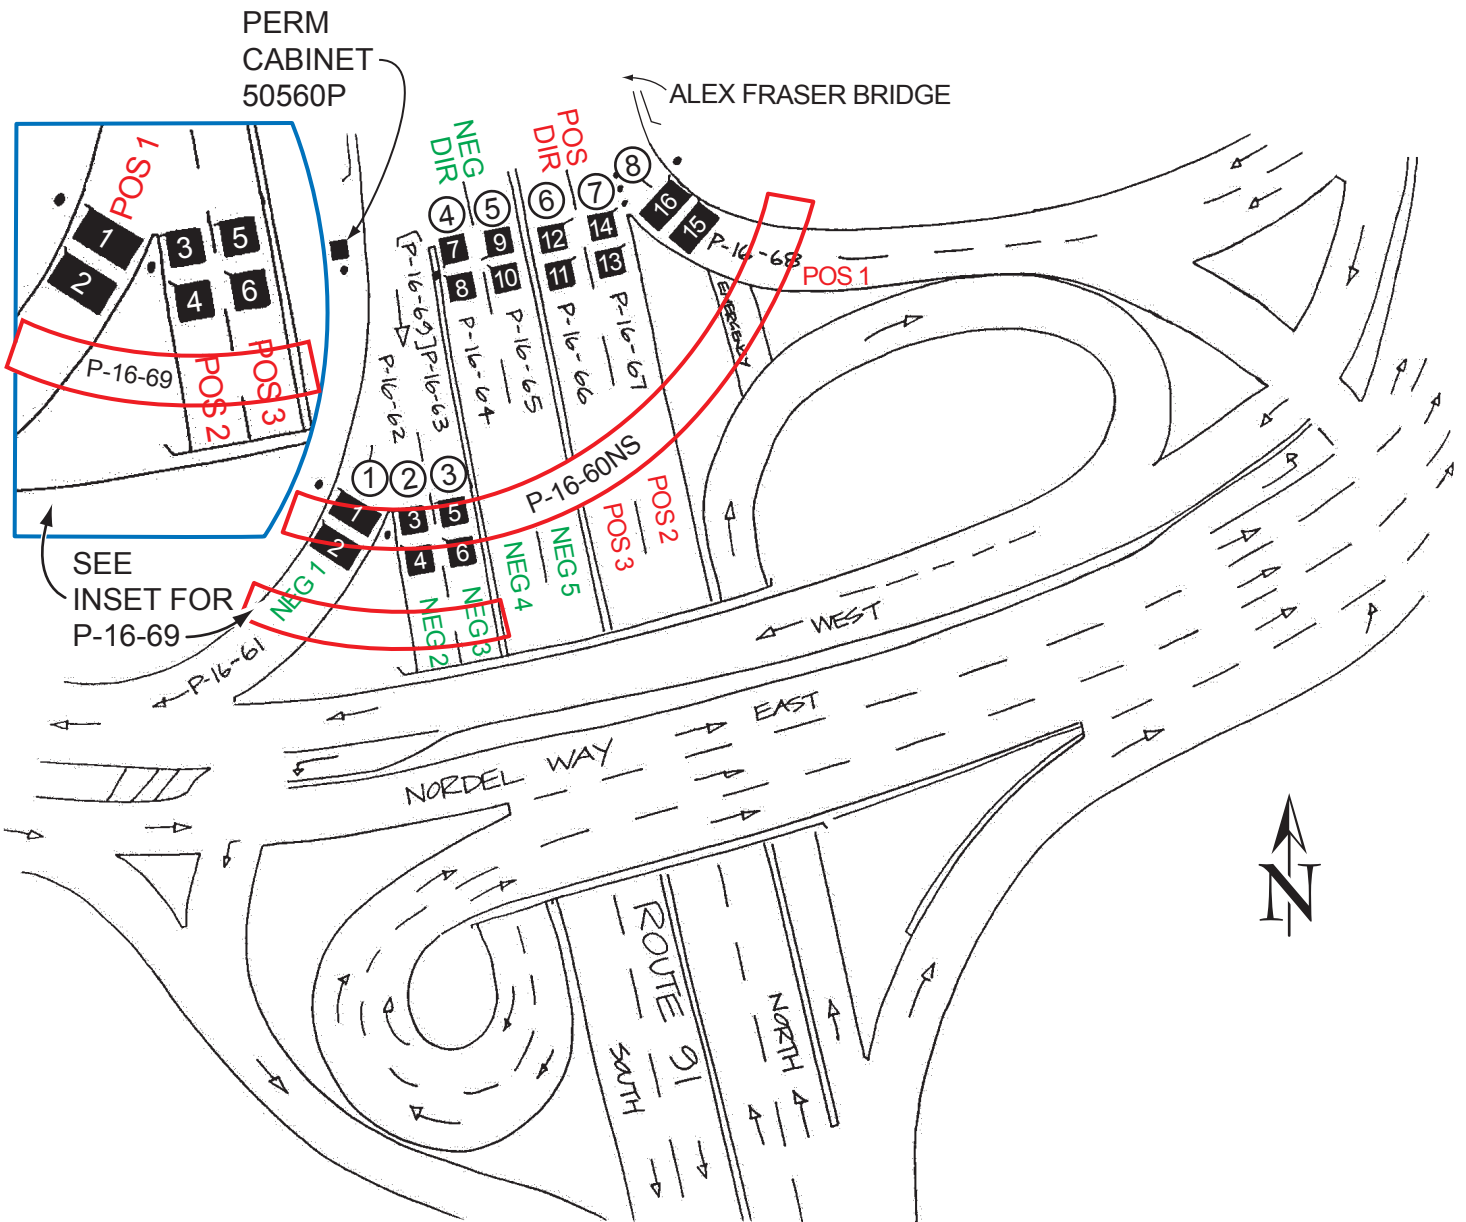 PERM
CABINET
50560P
ALEX FRASER BRIDGE
POS 1
1
2
3
5
4
6
P-16-69
POS 2
POS 3
NEG
DIR
POS
DIR
4
5
6
7
8
7
9
12
14
16
15
8
10
11
13
P-16-68
POS 1
EMERGENCY
[P-16-69]
P-16-62
P-16-63
P-16-64
P-16-65
P-16-66
P-16-67
1
2
3
1
2
3
5
4
6
P-16-60NS
NEG 1
NEG 2
NEG 3
NEG 4
NEG 5
POS 3
POS 2
SEE
INSET FOR
P-16-69
P-16-61
WEST
EAST
NORDEL WAY
ROUTE 91
SOUTH
NORTH
N